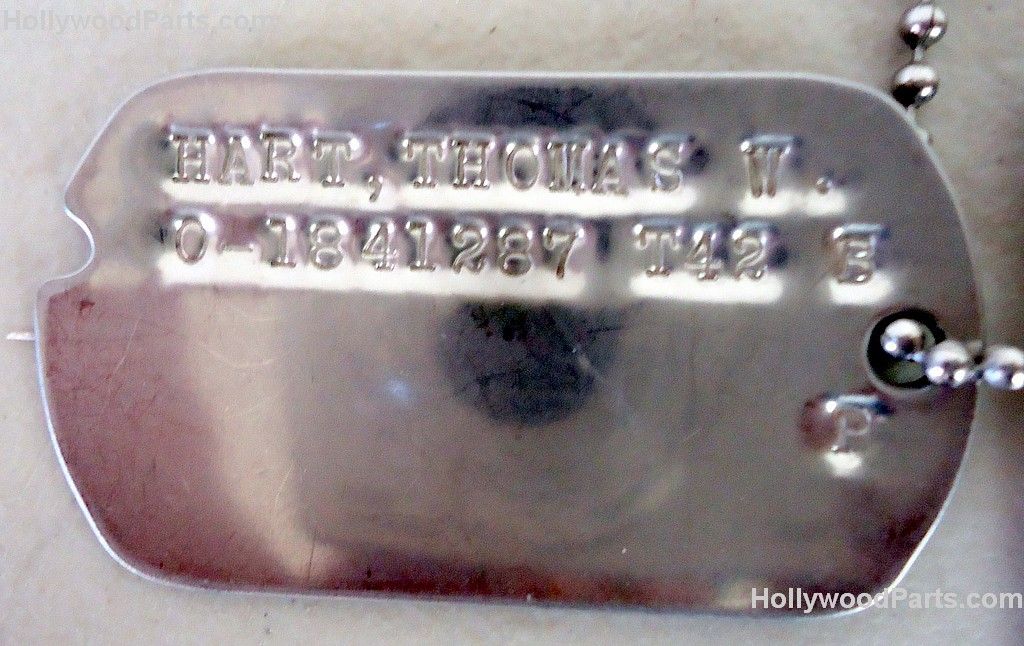 HollywoodParts.com
HART,THOMAS W.
O-1841287 T42 B
P
HollywoodParts.com